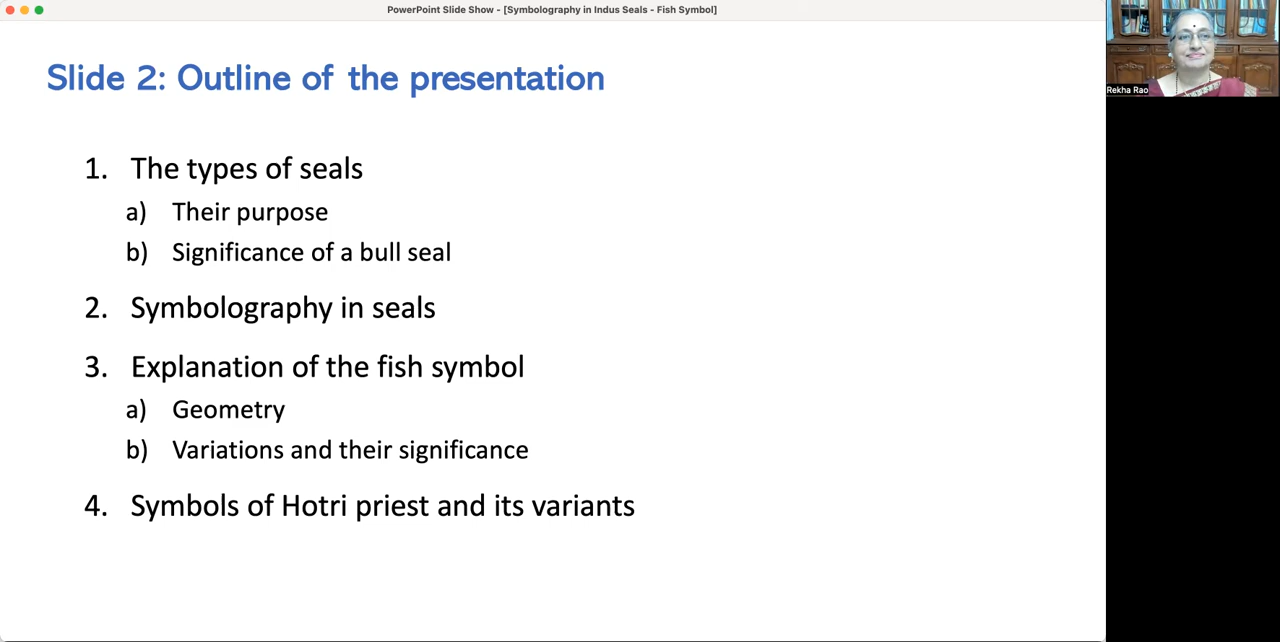 PowerPoint Slide Show - [Symbolography in Indus Seals - Fish Symbol]
Rekha Rao
Slide 2: Outline of the presentation
1. The types of seals
a) Their purpose
b) Significance of a bull seal
2. Symbolography in seals
3. Explanation of the fish symbol
a) Geometry
b) Variations and their significance
4. Symbols of Hotri priest and its variants